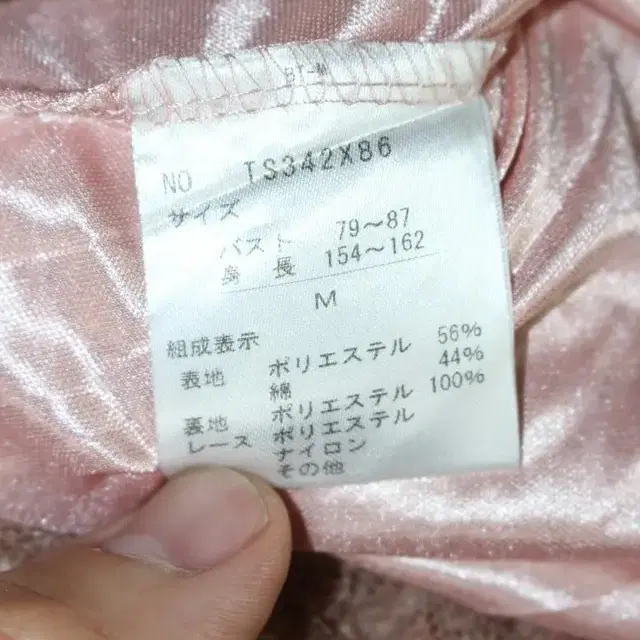 NO TS342X86
サイズ
バスト 79〜87
身長 154〜162
M
組成表示
表地 ポリエステル 56%
綿 44%
裏地 ポリエステル 100%
レース ポリエステル
ナイロン
その他